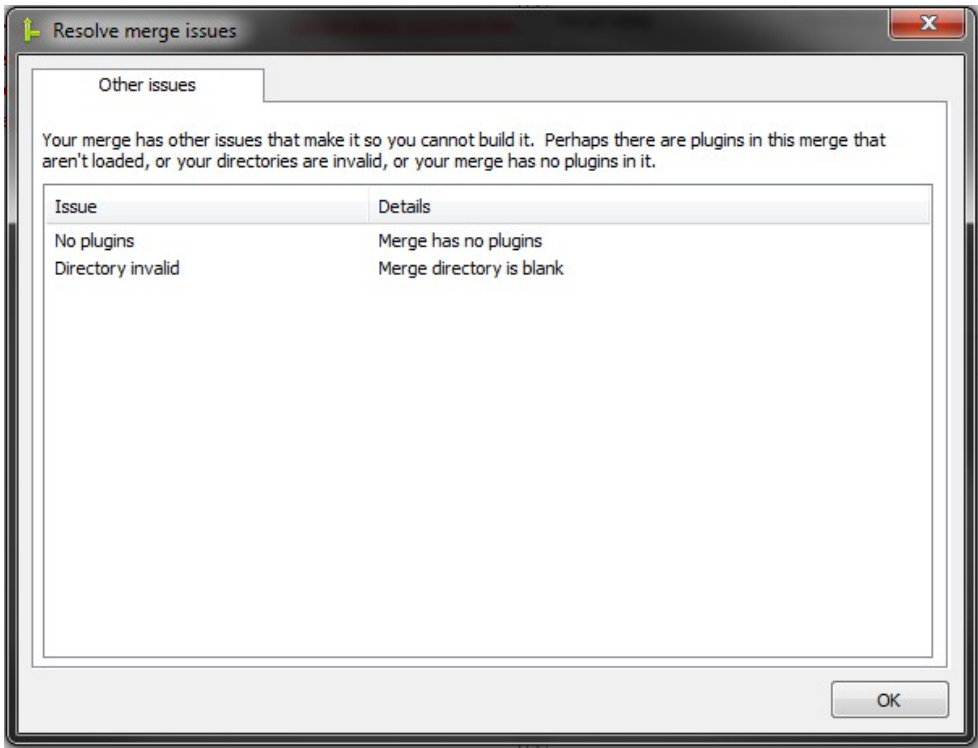 Resolve merge issues
Other issues
Your merge has other issues that make it so you cannot build it.  Perhaps there are plugins in this merge that
aren't loaded, or your directories are invalid, or your merge has no plugins in it.
Issue Details
No plugins Merge has no plugins
Directory invalid Merge directory is blank
OK